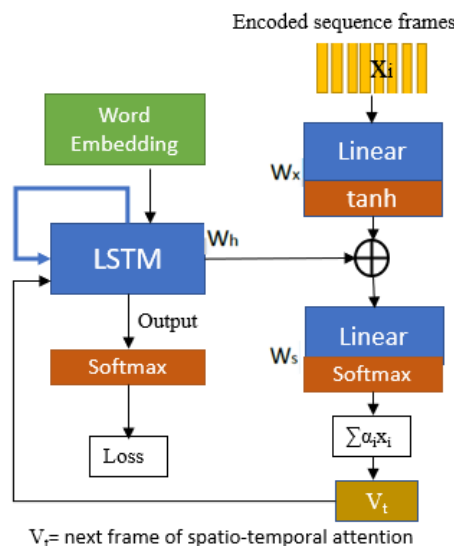 Encoded sequence frames
Xi
Word
Embedding
Linear
Wx
tanh
LSTM
Wh
⊕
Output
Linear
Ws
Softmax
Softmax
Loss
∑αixi
Vt
Vt= next frame of spatio-temporal attention